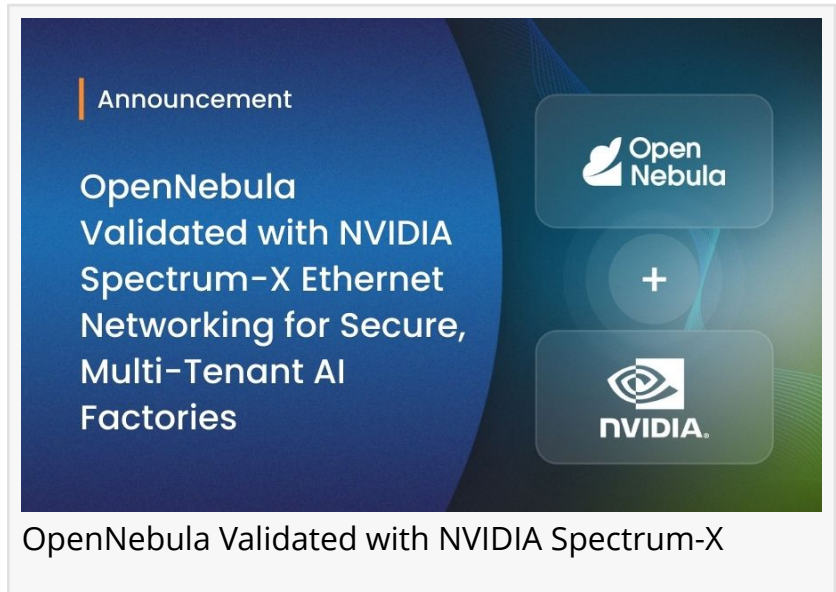 Announcement
OpenNebula
Validated with NVIDIA
Spectrum-X Ethernet
Networking for Secure,
Multi-Tenant AI
Factories
Open
Nebula
+
NVIDIA.
OpenNebula Validated with NVIDIA Spectrum-X